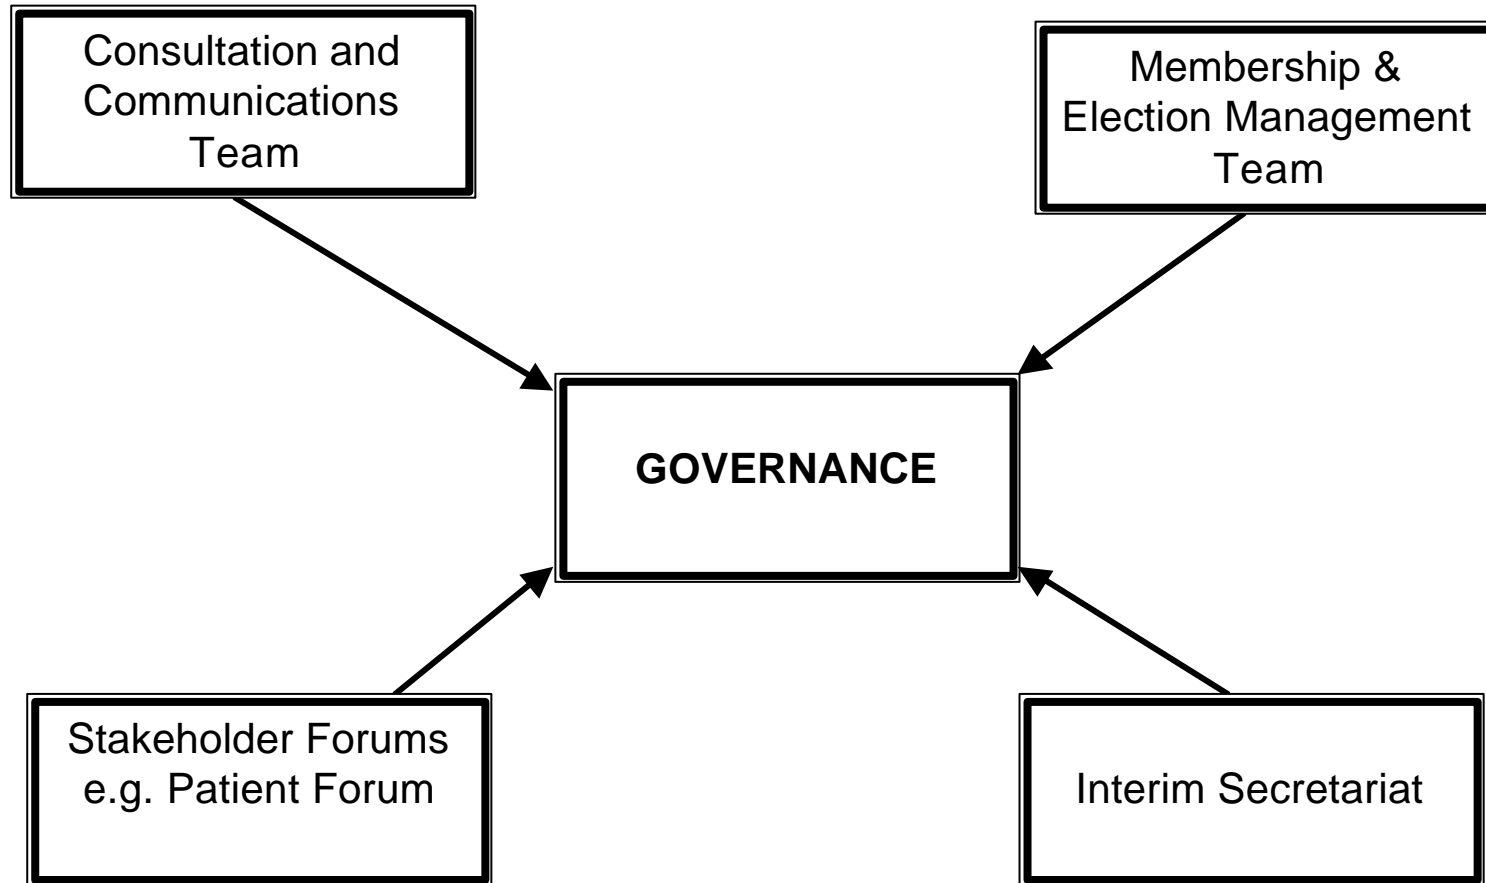 Consultation and
Communications
Team
Membership &
Election Management
Team
GOVERNANCE
Stakeholder Forums
e.g. Patient Forum
Interim Secretariat